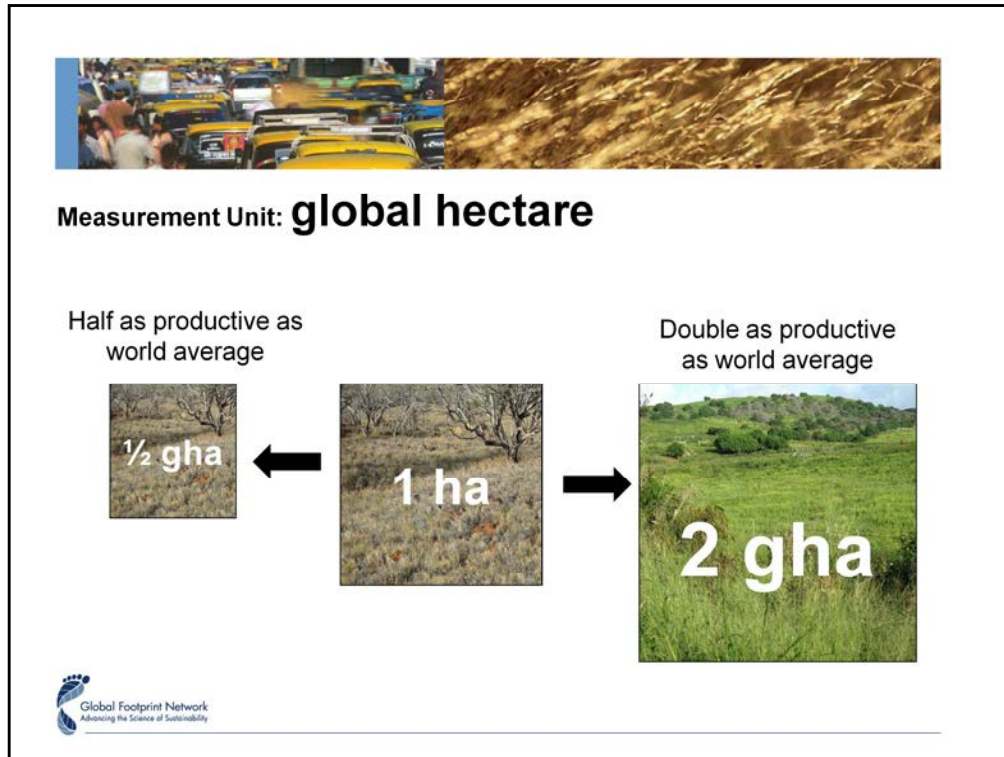 Measurement Unit: global hectare
Half as productive as
world average
Double as productive
as world average
½ gha
1 ha
2 gha
Global Footprint Network
Advancing the Science of Sustainability